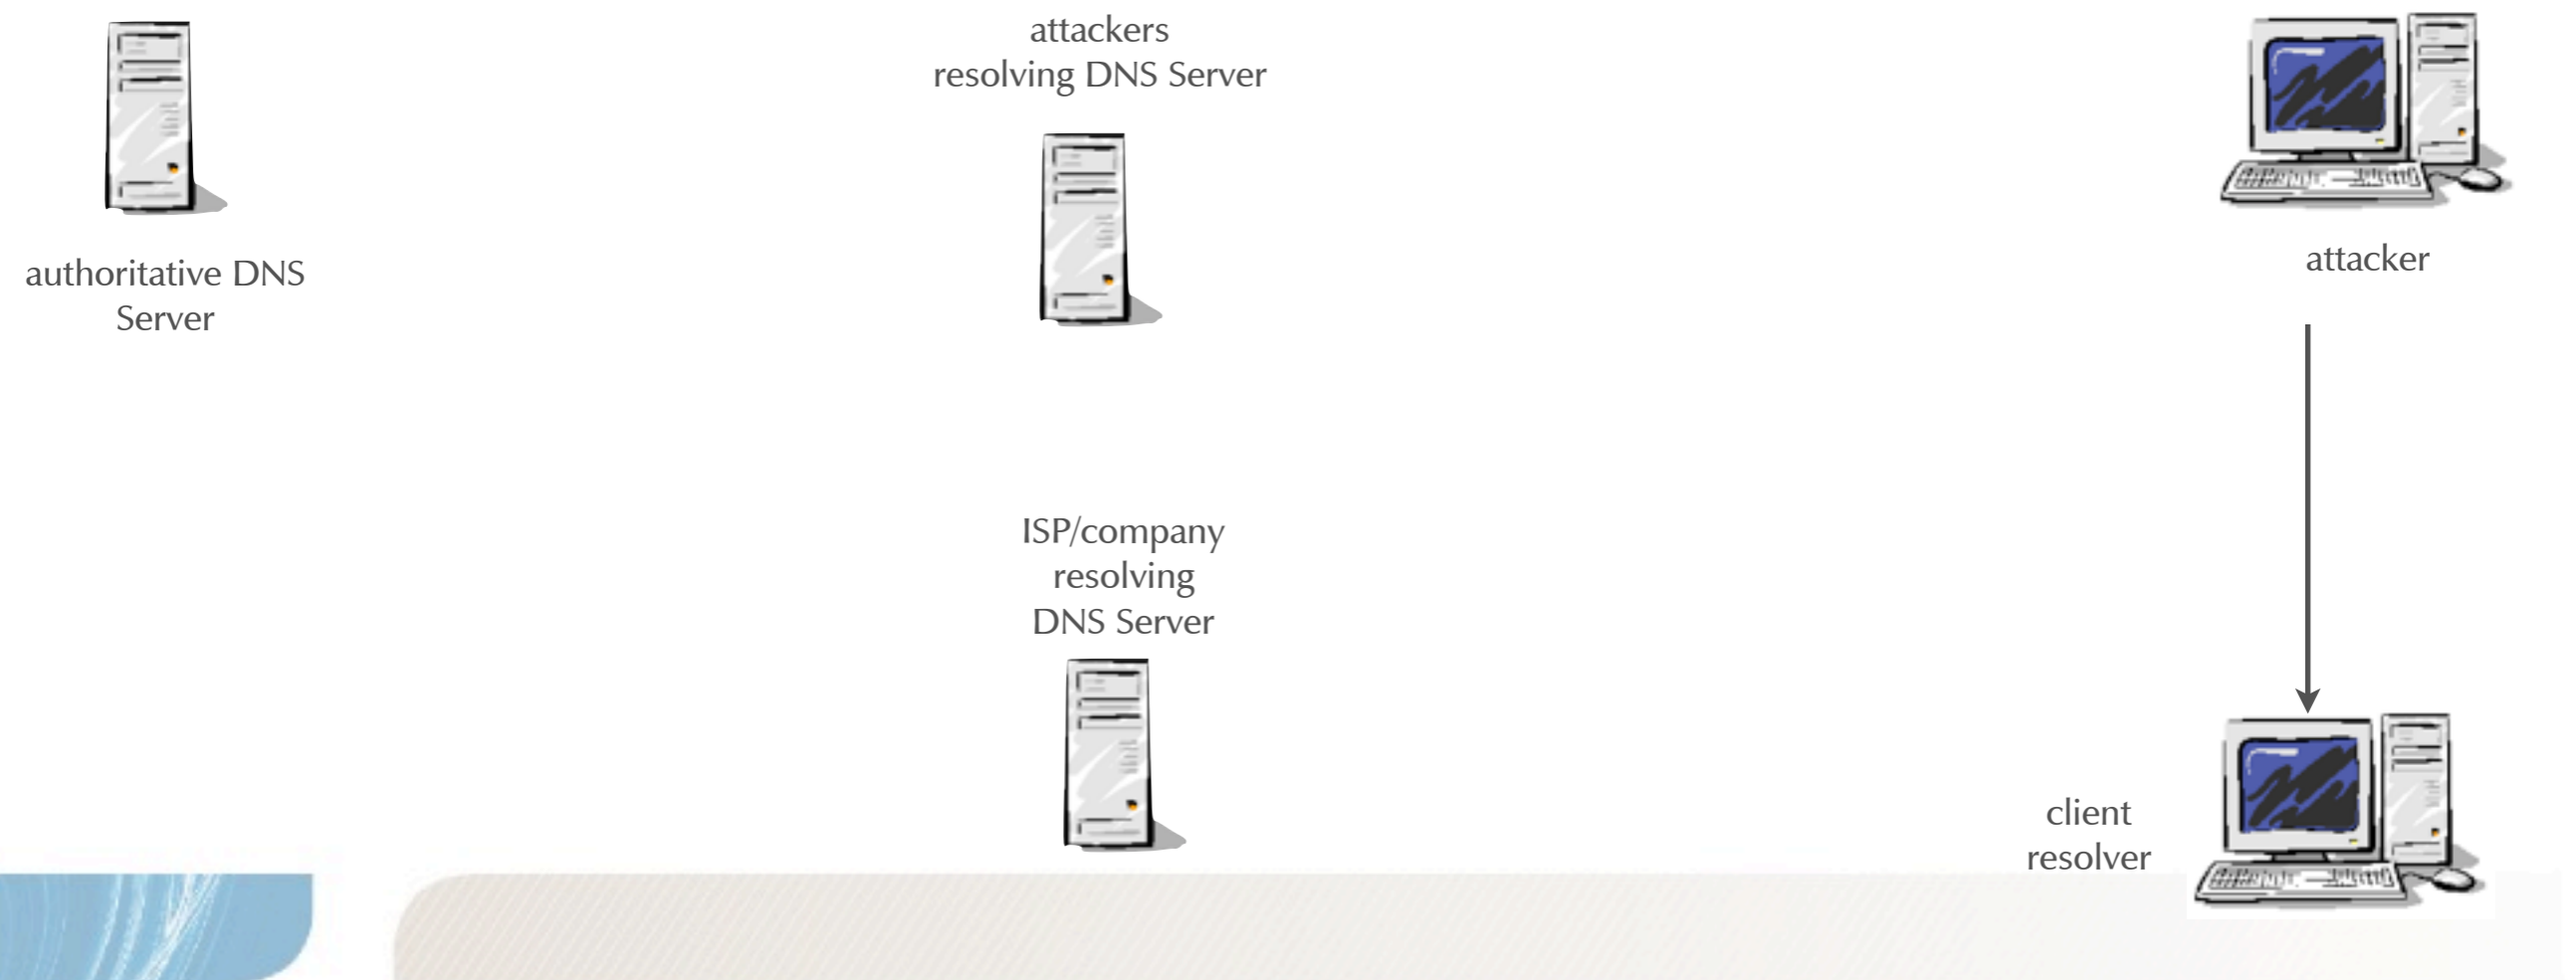 attackers
resolving DNS Server
authoritative DNS
Server
attacker
ISP/company
resolving
DNS Server
client
resolver